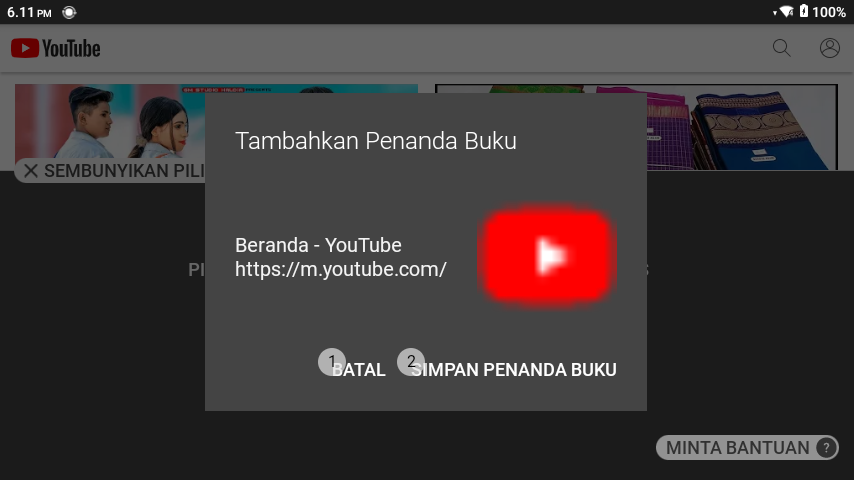 6.11 PM
100%
YouTube
SEMBUNYIKAN PILI
Tambahkan Penanda Buku
Beranda - YouTube
https://m.youtube.com/
PI
S
1 BATAL
2 SIMPAN PENANDA BUKU
MINTA BANTUAN ?